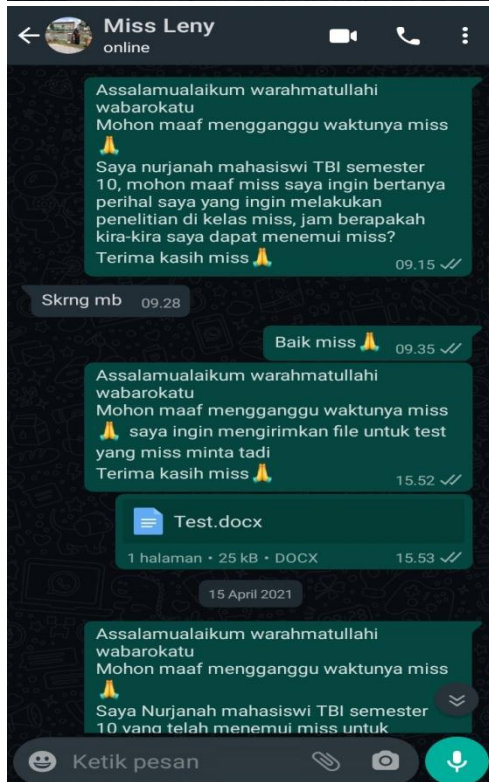 Miss Leny
online
Assalamualaikum warahmatullahi
wabarokatu
Mohon maaf mengganggu waktunya miss
🙏
Saya nurjanah mahasiswi TBI semester
10, mohon maaf miss saya ingin bertanya
perihal saya yang ingin melakukan
penelitian di kelas miss, jam berapakah
kira-kira saya dapat menemui miss?
Terima kasih miss🙏
09.15
Skrng mb 09.28
Baik miss🙏 09.35
Assalamualaikum warahmatullahi
wabarokatu
Mohon maaf mengganggu waktunya miss
🙏 saya ingin mengirimkan file untuk test
yang miss minta tadi
Terima kasih miss🙏
15.52
Test.docx
1 halaman • 25 kB • DOCX 15.53
15 April 2021
Assalamualaikum warahmatullahi
wabarokatu
Mohon maaf mengganggu waktunya miss
🙏
Saya Nurjanah mahasiswi TBI semester
10 yang telah menemui miss untuk
Ketik pesan